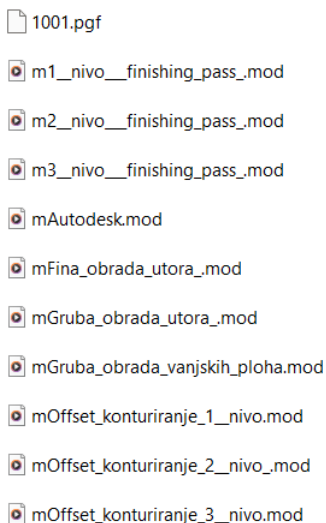 1001.pgf
m1__nivo___finishing_pass_.mod
m2__nivo___finishing_pass_.mod
m3__nivo___finishing_pass_.mod
mAutodesk.mod
mFina_obrada_utora_.mod
mGruba_obrada_utora_.mod
mGruba_obrada_vanjskih_ploha.mod
mOffset_konturiranje_1__nivo.mod
mOffset_konturiranje_2__nivo_.mod
mOffset_konturiranje_3__nivo.mod